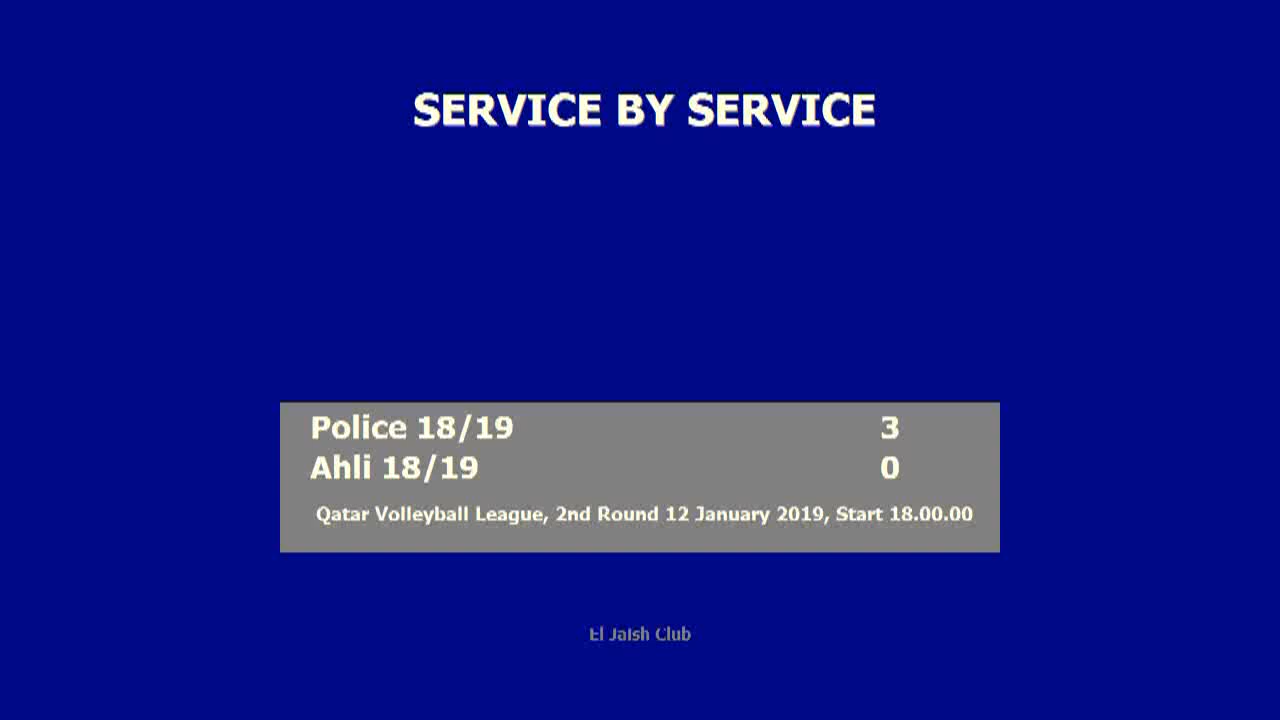 SERVICE BY SERVICE
Police 18/19 3
Ahli 18/19 0
Qatar Volleyball League, 2nd Round 12 January 2019, Start 18.00.00
El Jaish Club